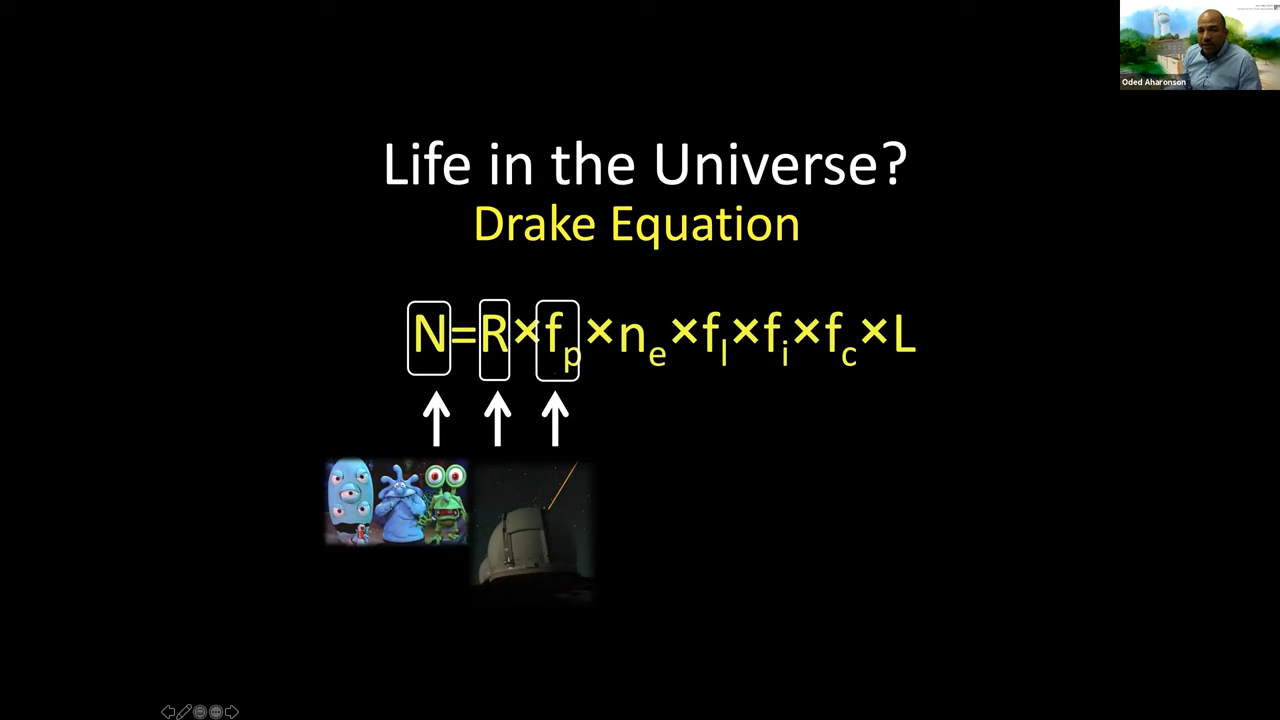 Oded Aharonson
Life in the Universe?
Drake Equation
N=R×fp×ne×fl×fi×fc×L